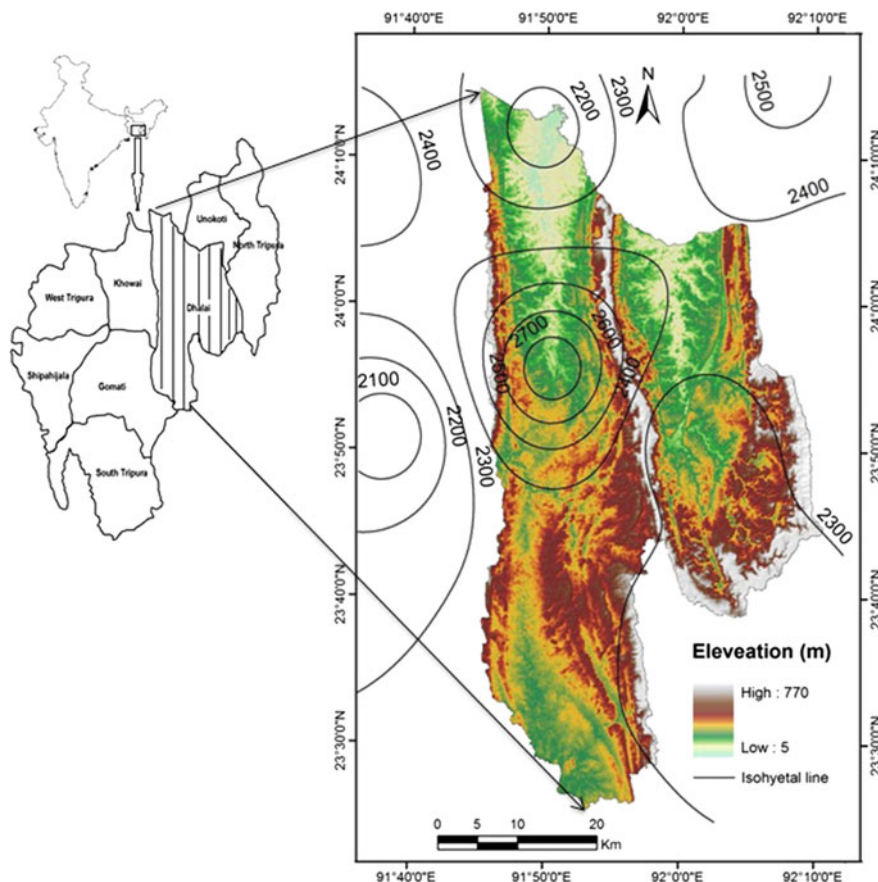 91°40'0"E 91°50'0"E 92°0'0"E 92°10'0"E
N
2200
2300
2500
2400
2400
24°10'0"N
24°10'0"N
Unokoti
North Tripura
Khowai
West Tripura
Dhalai
Shipahijala
Gomati
South Tripura
24°0'0"N
24°0'0"N
2700
2600
2100
2200
2300
2300
23°50'0"N
23°50'0"N
23°40'0"N
23°40'0"N
23°30'0"N
23°30'0"N
Eleveation (m)
High : 770
Low : 5
Isohyetal line
0 5 10 20
Km
91°40'0"E 91°50'0"E 92°0'0"E 92°10'0"E